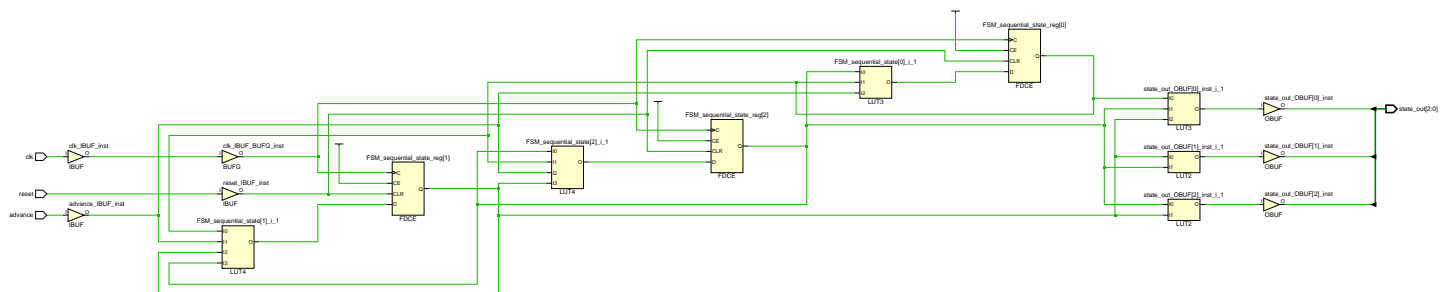 FSM_sequential_state_reg[0]
C
CE
CLR
D
Q
FDCE
FSM_sequential_state[0]_i_1
I0
I1
I2
O
LUT3
state_out_OBUF[0]_inst_i_1
I0
I1
I2
O
LUT3
state_out_OBUF[0]_inst
I
O
OBUF
state_out[2:0]
FSM_sequential_state_reg[2]
C
CE
CLR
D
Q
FDCE
FSM_sequential_state[2]_i_1
I0
I1
I2
I3
O
LUT4
state_out_OBUF[1]_inst_i_1
I0
I1
O
LUT2
state_out_OBUF[1]_inst
I
O
OBUF
clk
clk_IBUF_inst
I
O
IBUF
clk_IBUF_BUFG_inst
I
O
BUFG
FSM_sequential_state_reg[1]
C
CE
CLR
D
Q
FDCE
reset
reset_IBUF_inst
I
O
IBUF
state_out_OBUF[2]_inst_i_1
I0
I1
O
LUT2
state_out_OBUF[2]_inst
I
O
OBUF
advance
advance_IBUF_inst
I
O
IBUF
FSM_sequential_state[1]_i_1
I0
I1
I2
I3
O
LUT4